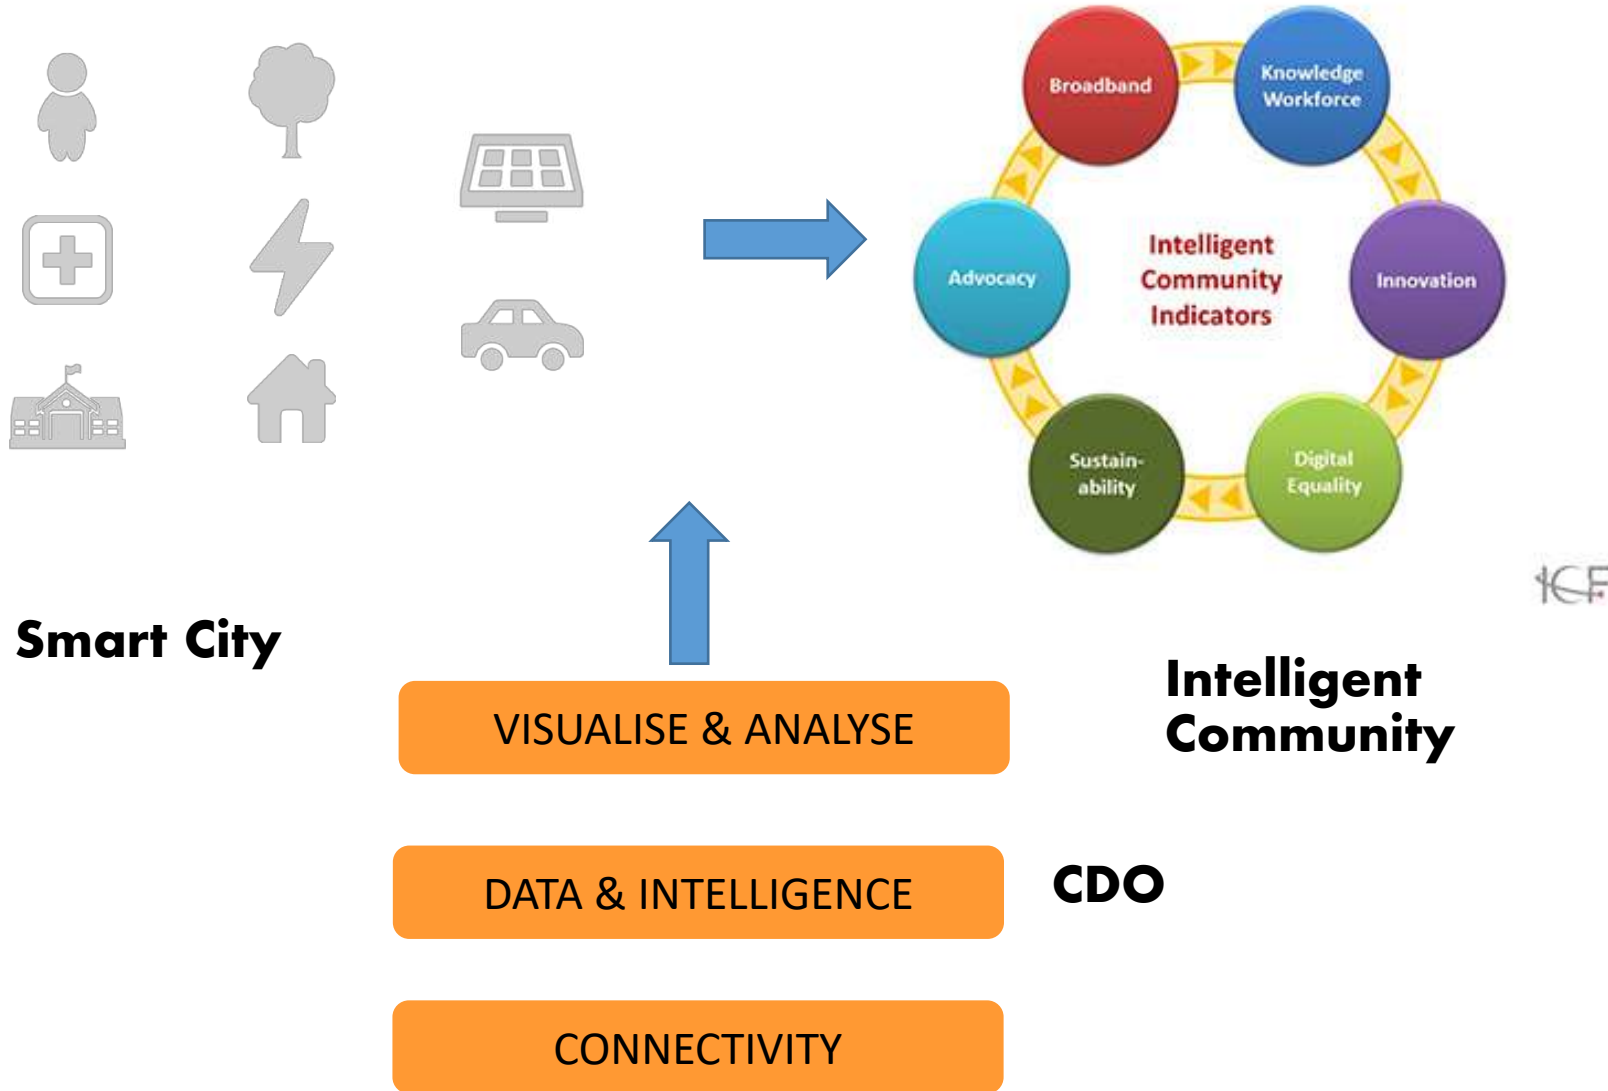 Broadband
Knowledge
Workforce
Advocacy
Intelligent
Community
Indicators
Innovation
Sustain-
ability
Digital
Equality
ICF
Smart City
Intelligent
Community
VISUALISE & ANALYSE
DATA & INTELLIGENCE
CDO
CONNECTIVITY